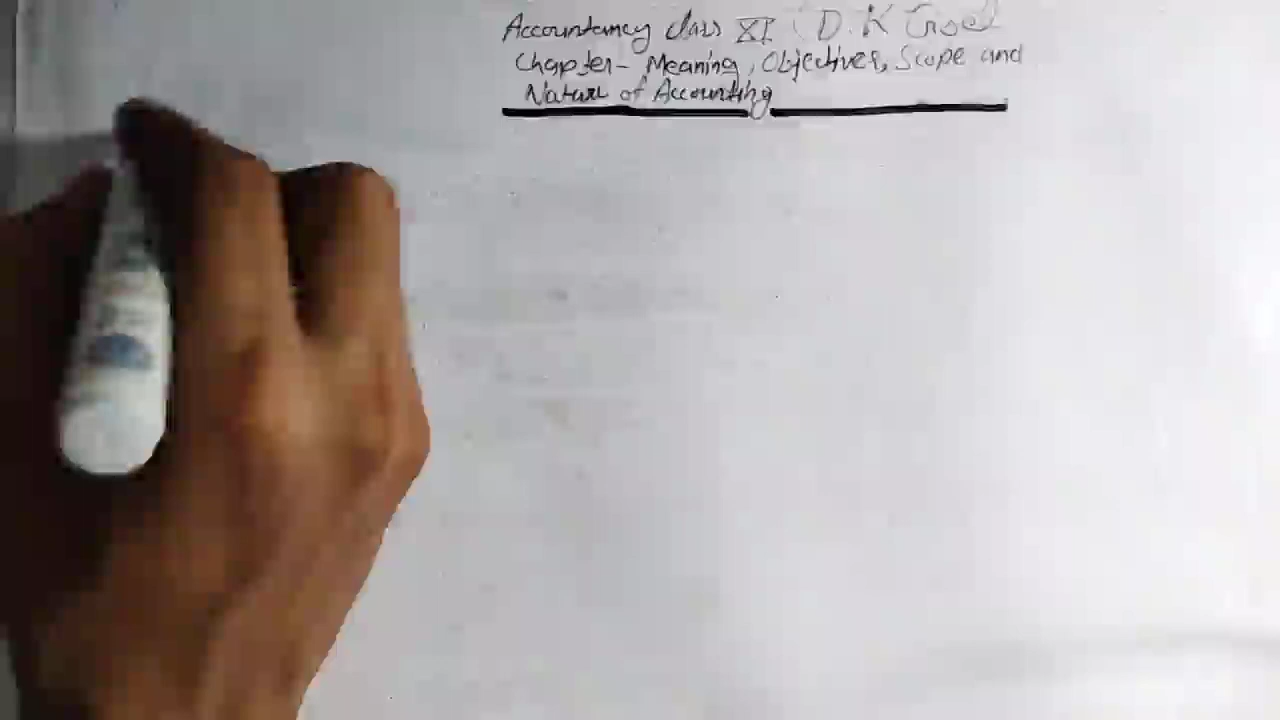 Accountancy class XI (D.K Goel
Chapter- Meaning, Objectives, Scope and
Nature of Accounting